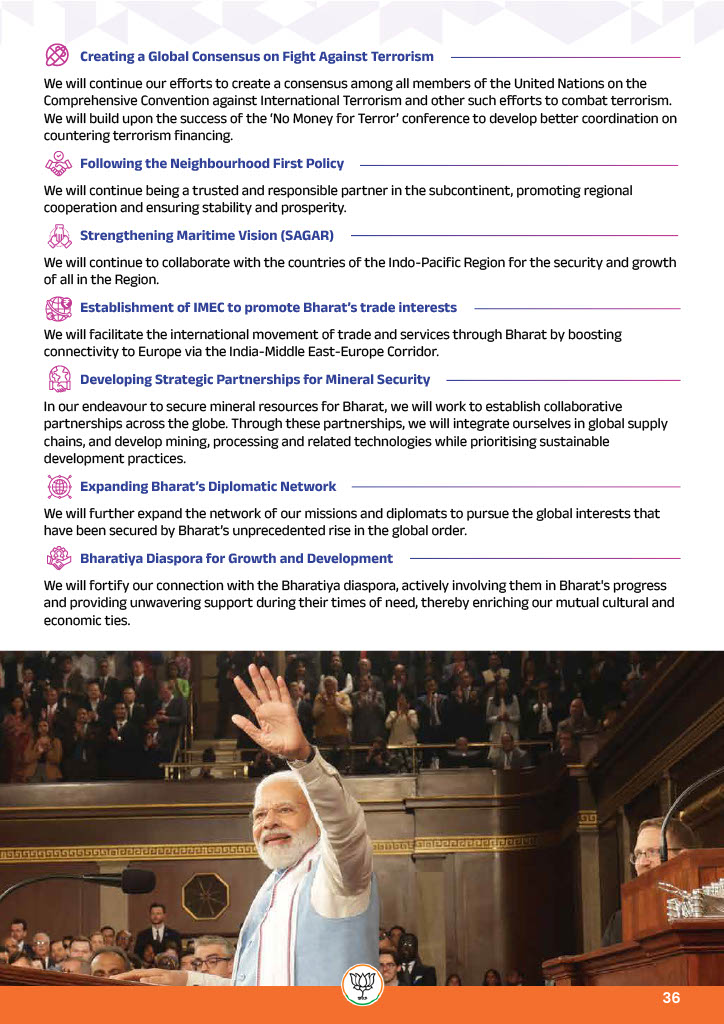 Creating a Global Consensus on Fight Against Terrorism
We will continue our efforts to create a consensus among all members of the United Nations on the
Comprehensive Convention against International Terrorism and other such efforts to combat terrorism.
We will build upon the success of the ‘No Money for Terror’ conference to develop better coordination on
countering terrorism financing.
Following the Neighbourhood First Policy
We will continue being a trusted and responsible partner in the subcontinent, promoting regional
cooperation and ensuring stability and prosperity.
Strengthening Maritime Vision (SAGAR)
We will continue to collaborate with the countries of the Indo-Pacific Region for the security and growth
of all in the Region.
Establishment of IMEC to promote Bharat’s trade interests
We will facilitate the international movement of trade and services through Bharat by boosting
connectivity to Europe via the India-Middle East-Europe Corridor.
Developing Strategic Partnerships for Mineral Security
In our endeavour to secure mineral resources for Bharat, we will work to establish collaborative
partnerships across the globe. Through these partnerships, we will integrate ourselves in global supply
chains, and develop mining, processing and related technologies while prioritising sustainable
development practices.
Expanding Bharat’s Diplomatic Network
We will further expand the network of our missions and diplomats to pursue the global interests that
have been secured by Bharat’s unprecedented rise in the global order.
Bharatiya Diaspora for Growth and Development
We will fortify our connection with the Bharatiya diaspora, actively involving them in Bharat's progress
and providing unwavering support during their times of need, thereby enriching our mutual cultural and
economic ties.
36